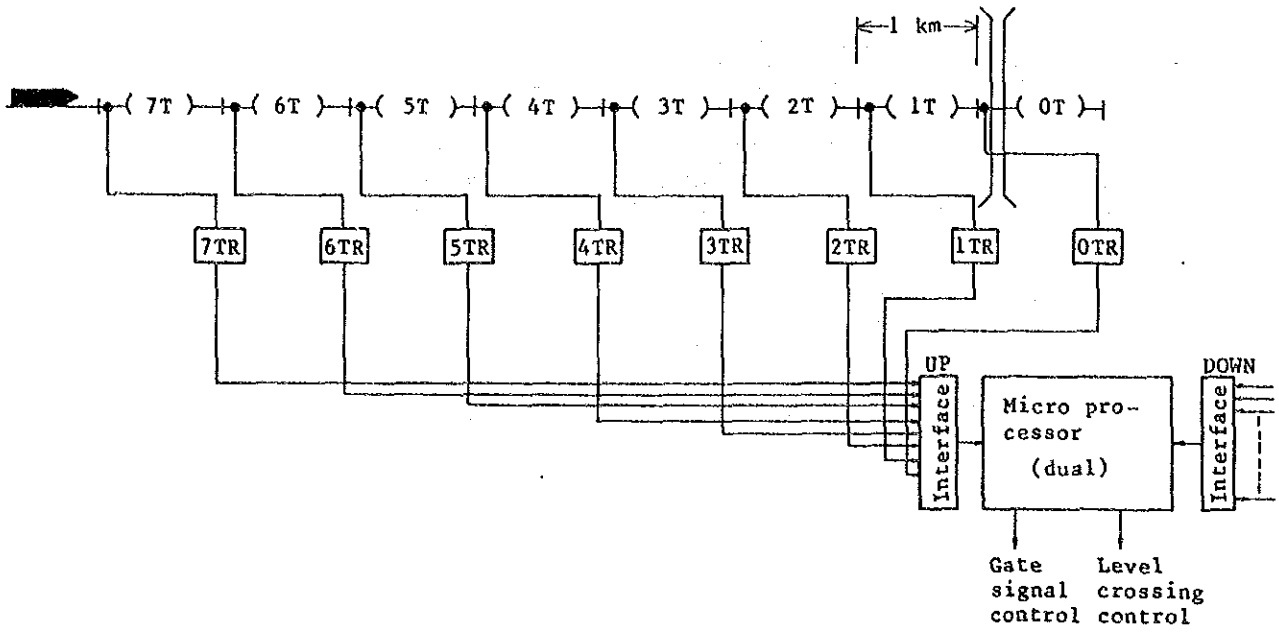 1 km
7T 6T 5T 4T 3T 2T 1T 0T
7TR 6TR 5TR 4TR 3TR 2TR 1TR 0TR
UP
DOWN
Interface
Micro pro-
cessor
(dual)
Interface
Gate
signal
control
Level
crossing
control